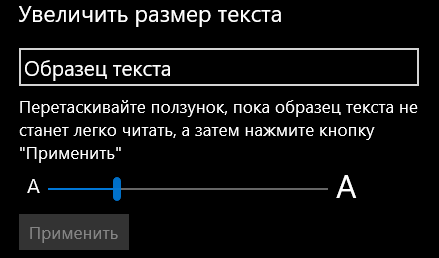 Увеличить размер текста
Образец текста
Перетаскивайте ползунок, пока образец текста не
станет легко читать, а затем нажмите кнопку
"Применить"
A A
Применить